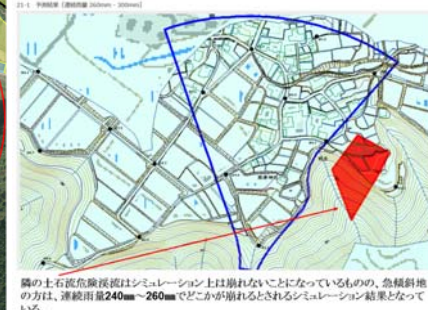 21-1 予測結果 [連続雨量 260mm - 300mm]
隣の土石流危険渓流はシミュレーション上は崩れないことになっているものの、急傾斜地
の方は、連続雨量240㎜～260㎜でどこかが崩れるとされるシミュレーション結果となって
いる